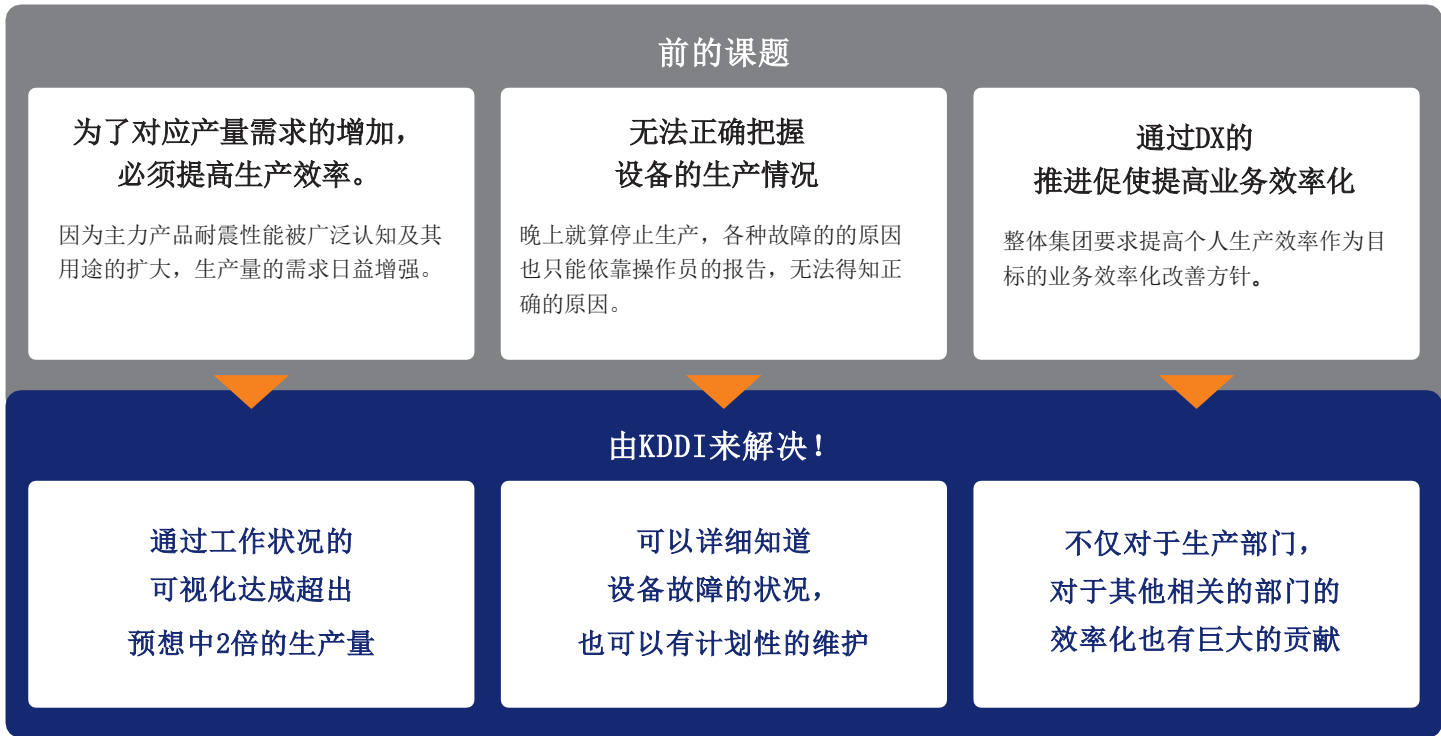 前的课题
为了对应产量需求的增加，
必须提高生产效率。
因为主力产品耐震性能被广泛认知及其
用途的扩大，生产量的需求日益增强。
无法正确把握
设备的生产情况
晚上就算停止生产，各种故障的的原因
也只能依靠操作员的报告，无法得知正
确的原因。
通过DX的
推进促使提高业务效率化
整体集团要求提高个人生产效率作为目
标的业务效率化改善方针。
由KDDI来解决！
通过工作状况的
可视化达成超出
预想中2倍的生产量
可以详细知道
设备故障的状况，
也可以有计划性的维护
不仅对于生产部门，
对于其他相关的部门的
效率化也有巨大的贡献